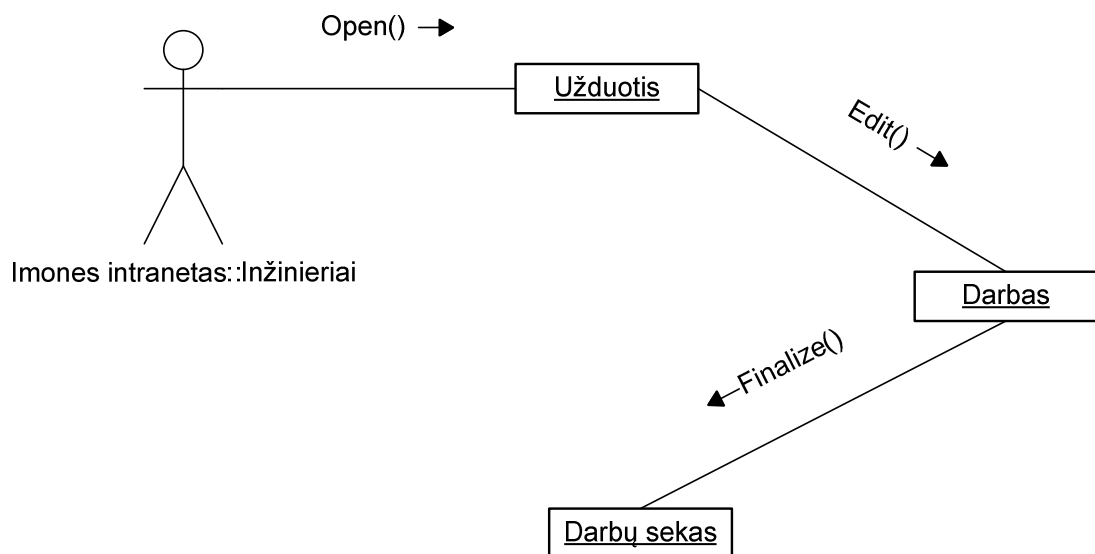 Open()
Užduotis
Edit()
Imones intranetas::Inžinieriai
Darbas
Finalize()
Darbų sekas